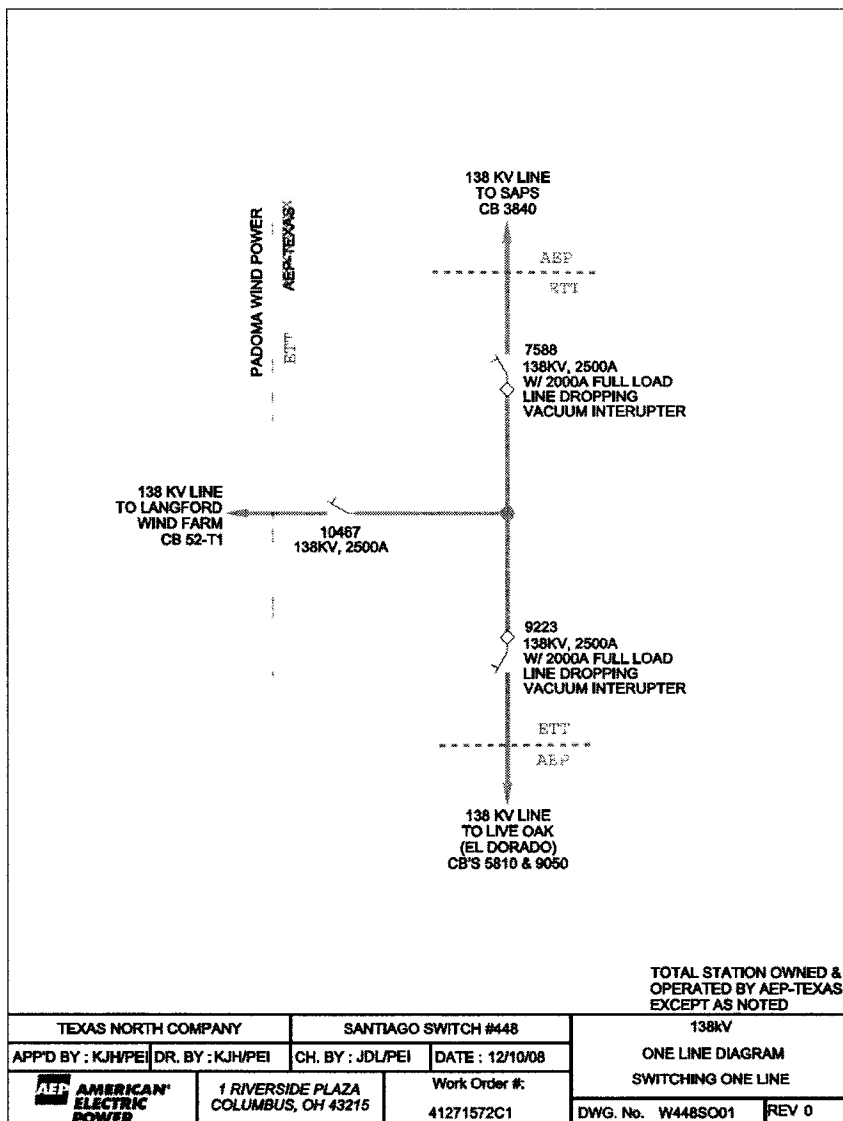 138 KV LINE
TO SAPS
CB 3840
PADOMA WIND POWER
AEP-TEXAS
ETT
AEP
ETT
7588
138KV, 2500A
W/ 2000A FULL LOAD
LINE DROPPING
VACUUM INTERUPTER
138 KV LINE
TO LANGFORD
WIND FARM
CB 52-T1
10467
138KV, 2500A
9223
138KV, 2500A
W/ 2000A FULL LOAD
LINE DROPPING
VACUUM INTERUPTER
ETT
AEP
138 KV LINE
TO LIVE OAK
(EL DORADO)
CB'S 5810 & 9050
TOTAL STATION OWNED &
OPERATED BY AEP-TEXAS
EXCEPT AS NOTED
TEXAS NORTH COMPANY
SANTIAGO SWITCH #448
138kV
ONE LINE DIAGRAM
SWITCHING ONE LINE
APP'D BY : KJH/PEI
DR. BY : KJH/PEI
CH. BY : JDL/PEI
DATE : 12/10/08
AEP AMERICAN'
ELECTRIC
POWER
1 RIVERSIDE PLAZA
COLUMBUS, OH 43215
Work Order #:
41271572C1
DWG. No. W448SO01
REV 0